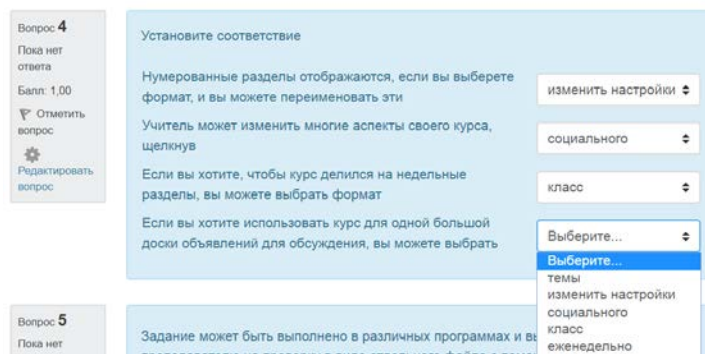 Вопрос 4
Пока нет
ответа
Балл: 1,00
Отметить
вопрос
Редактировать
вопрос
Установите соответствие
Нумерованные разделы отображаются, если вы выберете
формат, и вы можете переименовать эти
изменить настройки
Учитель может изменить многие аспекты своего курса,
щелкнув
социального
Если вы хотите, чтобы курс делился на недельные
разделы, вы можете выбрать формат
класс
Если вы хотите использовать курс для одной большой
доски объявлений для обсуждения, вы можете выбрать
Выберите...
Выберите...
темы
изменить настройки
социального
класс
еженедельно
Вопрос 5
Пока нет
Задание может быть выполнено в различных программах и